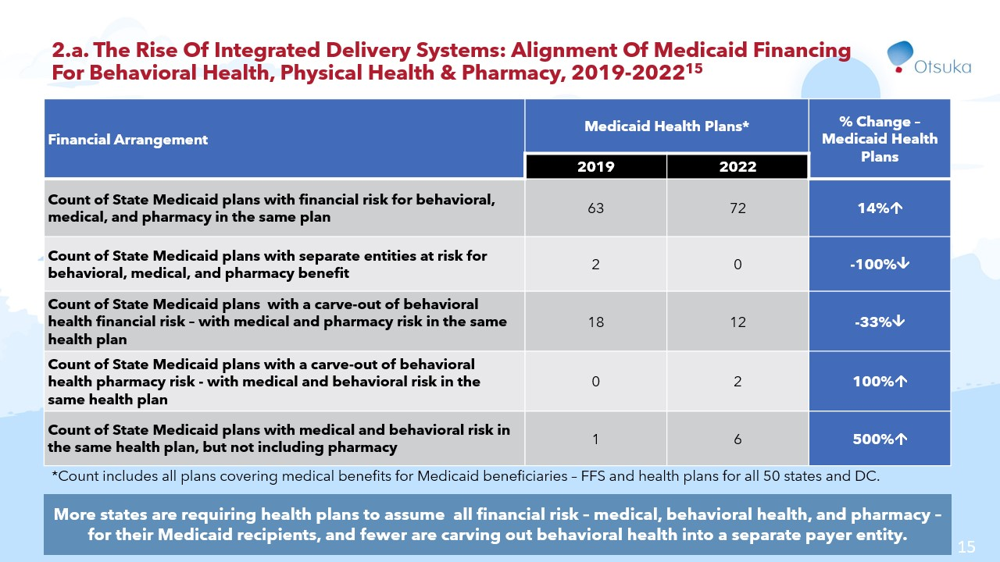 2.a. The Rise Of Integrated Delivery Systems: Alignment Of Medicaid Financing
For Behavioral Health, Physical Health & Pharmacy, 2019-2022¹⁵
Otsuka
Financial Arrangement
Medicaid Health Plans*
% Change –
Medicaid Health
Plans
2019
2022
Count of State Medicaid plans with financial risk for behavioral,
medical, and pharmacy in the same plan
63
72
14%↑
Count of State Medicaid plans with separate entities at risk for
behavioral, medical, and pharmacy benefit
2
0
-100%↓
Count of State Medicaid plans  with a carve-out of behavioral
health financial risk – with medical and pharmacy risk in the same
health plan
18
12
-33%↓
Count of State Medicaid plans with a carve-out of behavioral
health pharmacy risk - with medical and behavioral risk in the
same health plan
0
2
100%↑
Count of State Medicaid plans with medical and behavioral risk in
the same health plan, but not including pharmacy
1
6
500%↑
*Count includes all plans covering medical benefits for Medicaid beneficiaries – FFS and health plans for all 50 states and DC.
More states are requiring health plans to assume  all financial risk – medical, behavioral health, and pharmacy –
for their Medicaid recipients, and fewer are carving out behavioral health into a separate payer entity.
15